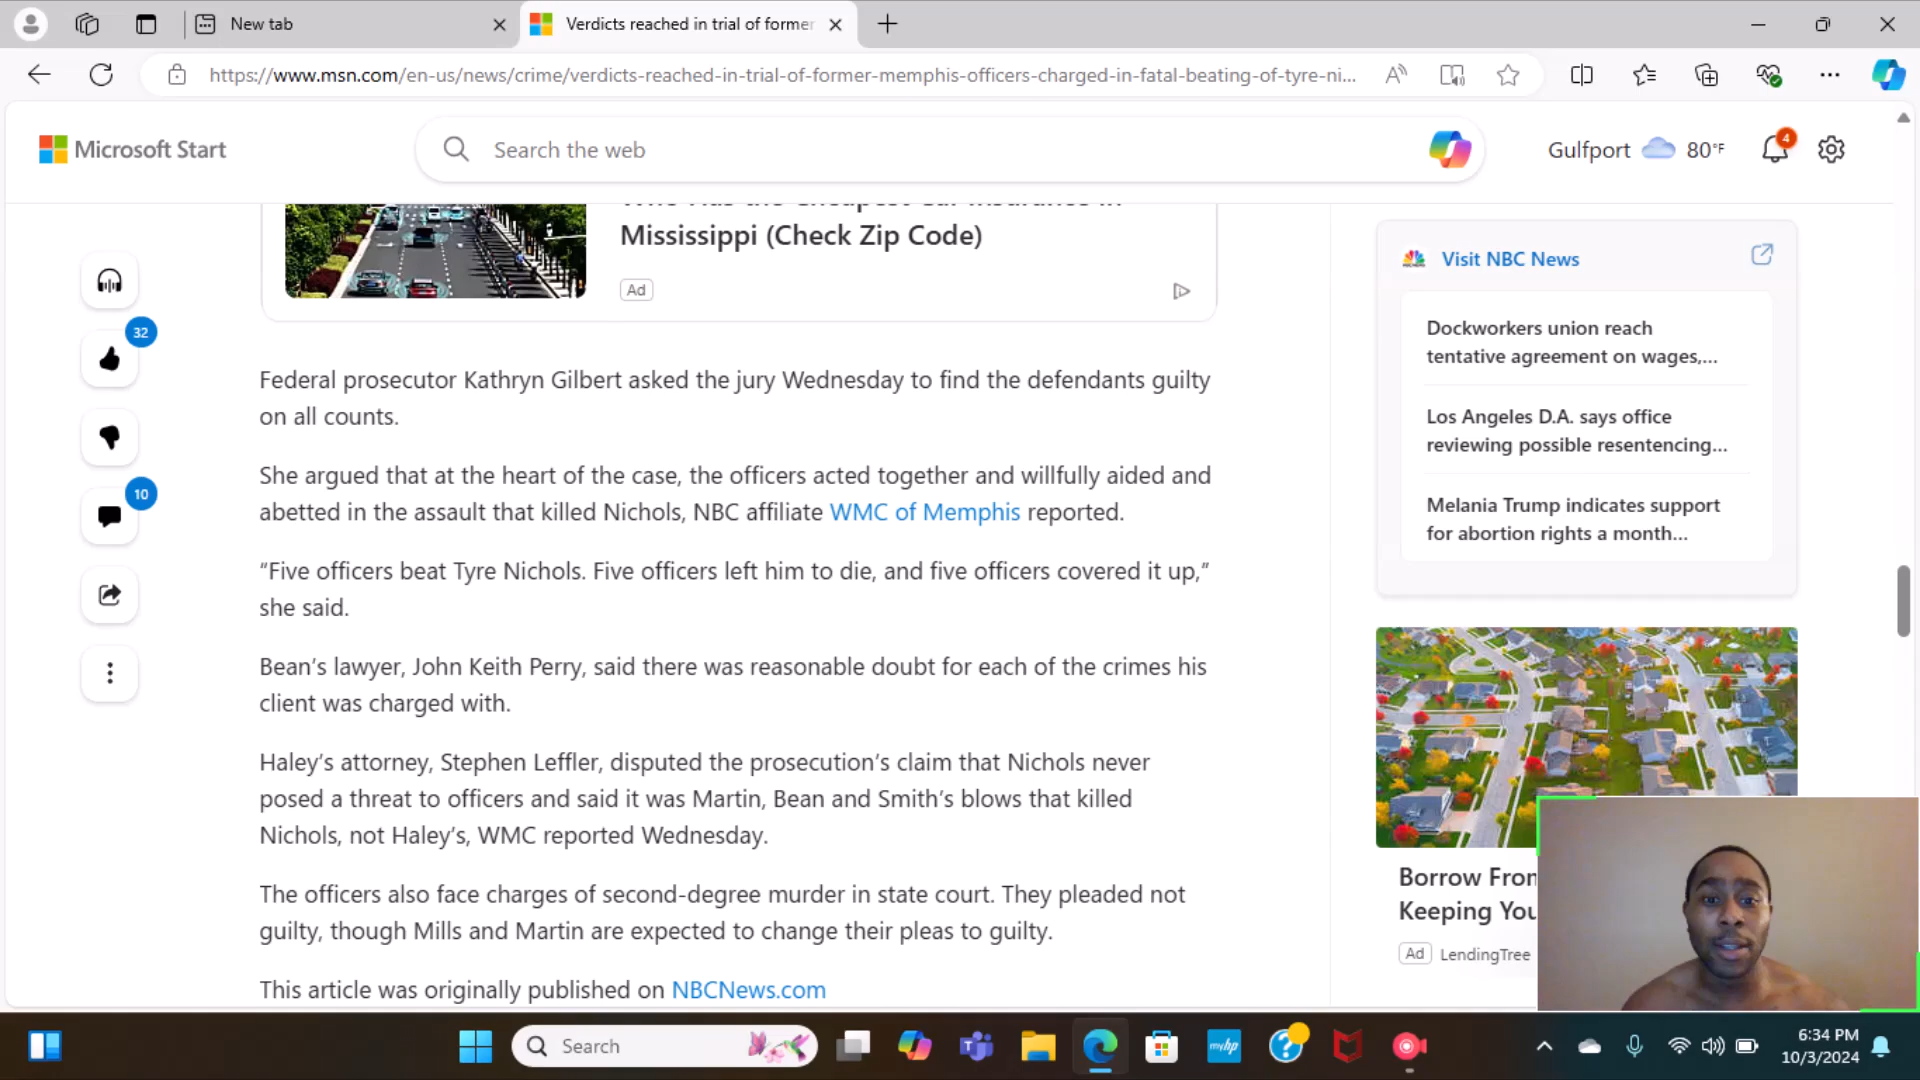 New tab
Verdicts reached in trial of former
https://www.msn.com/en-us/news/crime/verdicts-reached-in-trial-of-former-memphis-officers-charged-in-fatal-beating-of-tyre-ni...
Microsoft Start
Search the web
Gulfport 80°F
4
Mississippi (Check Zip Code)
Ad
32
10
Federal prosecutor Kathryn Gilbert asked the jury Wednesday to find the defendants guilty
on all counts.
She argued that at the heart of the case, the officers acted together and willfully aided and
abetted in the assault that killed Nichols, NBC affiliate WMC of Memphis reported.
“Five officers beat Tyre Nichols. Five officers left him to die, and five officers covered it up,”
she said.
Bean’s lawyer, John Keith Perry, said there was reasonable doubt for each of the crimes his
client was charged with.
Haley’s attorney, Stephen Leffler, disputed the prosecution’s claim that Nichols never
posed a threat to officers and said it was Martin, Bean and Smith’s blows that killed
Nichols, not Haley’s, WMC reported Wednesday.
The officers also face charges of second-degree murder in state court. They pleaded not
guilty, though Mills and Martin are expected to change their pleas to guilty.
This article was originally published on NBCNews.com
Visit NBC News
Dockworkers union reach
tentative agreement on wages,...
Los Angeles D.A. says office
reviewing possible resentencing...
Melania Trump indicates support
for abortion rights a month...
Borrow Fron
Keeping You
Ad LendingTree
Search
myhp
6:34 PM
10/3/2024